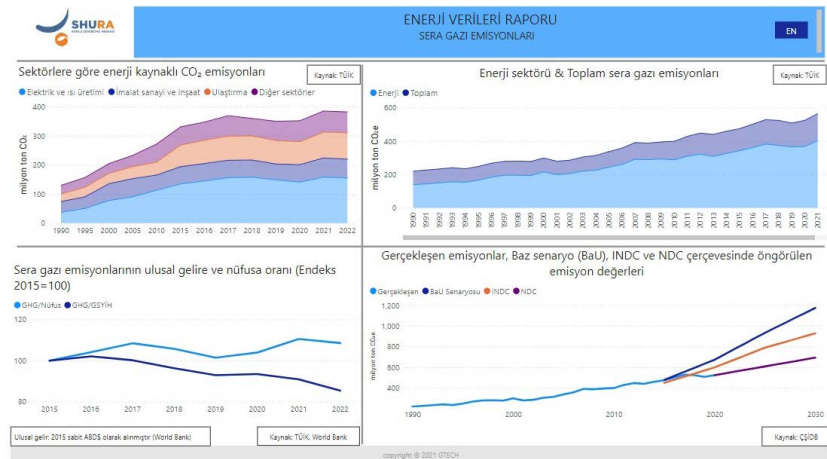 SHURA
ENERJİ VERİLERİ RAPORU
SERA GAZI EMİSYONLARI
EN
Sektörlere göre enerji kaynaklı CO₂ emisyonları
Kaynak: TÜİK
Elektrik ve ısı üretimi İmalat sanayi ve inşaat Ulaştırma Diğer sektörler
milyon ton CO₂
400
300
200
100
0
1990 1995 2000 2005 2010 2015 2016 2017 2018 2019 2020 2021 2022
Enerji sektörü & Toplam sera gazı emisyonları
Kaynak: TÜİK
Enerji Toplam
milyon ton CO₂e
600
400
200
0
1990 1991 1992 1993 1994 1995 1996 1997 1998 1999 2000 2001 2002 2003 2004 2005 2006 2007 2008 2009 2010 2011 2012 2013 2014 2015 2016 2017 2018 2019 2020 2021
Sera gazı emisyonlarının ulusal gelire ve nüfusa oranı (Endeks
2015=100)
GHG/Nüfus GHG/GSYİH
120
100
80
2015 2016 2017 2018 2019 2020 2021 2022
Ulusal gelir: 2015 sabit ABD$ olarak alınmıştır (World Bank)
Kaynak: TÜİK, World Bank
Gerçekleşen emisyonlar, Baz senaryo (BaU), INDC ve NDC çerçevesinde öngörülen
emisyon değerleri
Gerçekleşen BaU Senaryosu INDC NDC
milyon ton CO₂e
1.200
1.000
800
600
400
1990 2000 2010 2020 2030
Kaynak: ÇŞİDB
copyright © 2021 GTECH